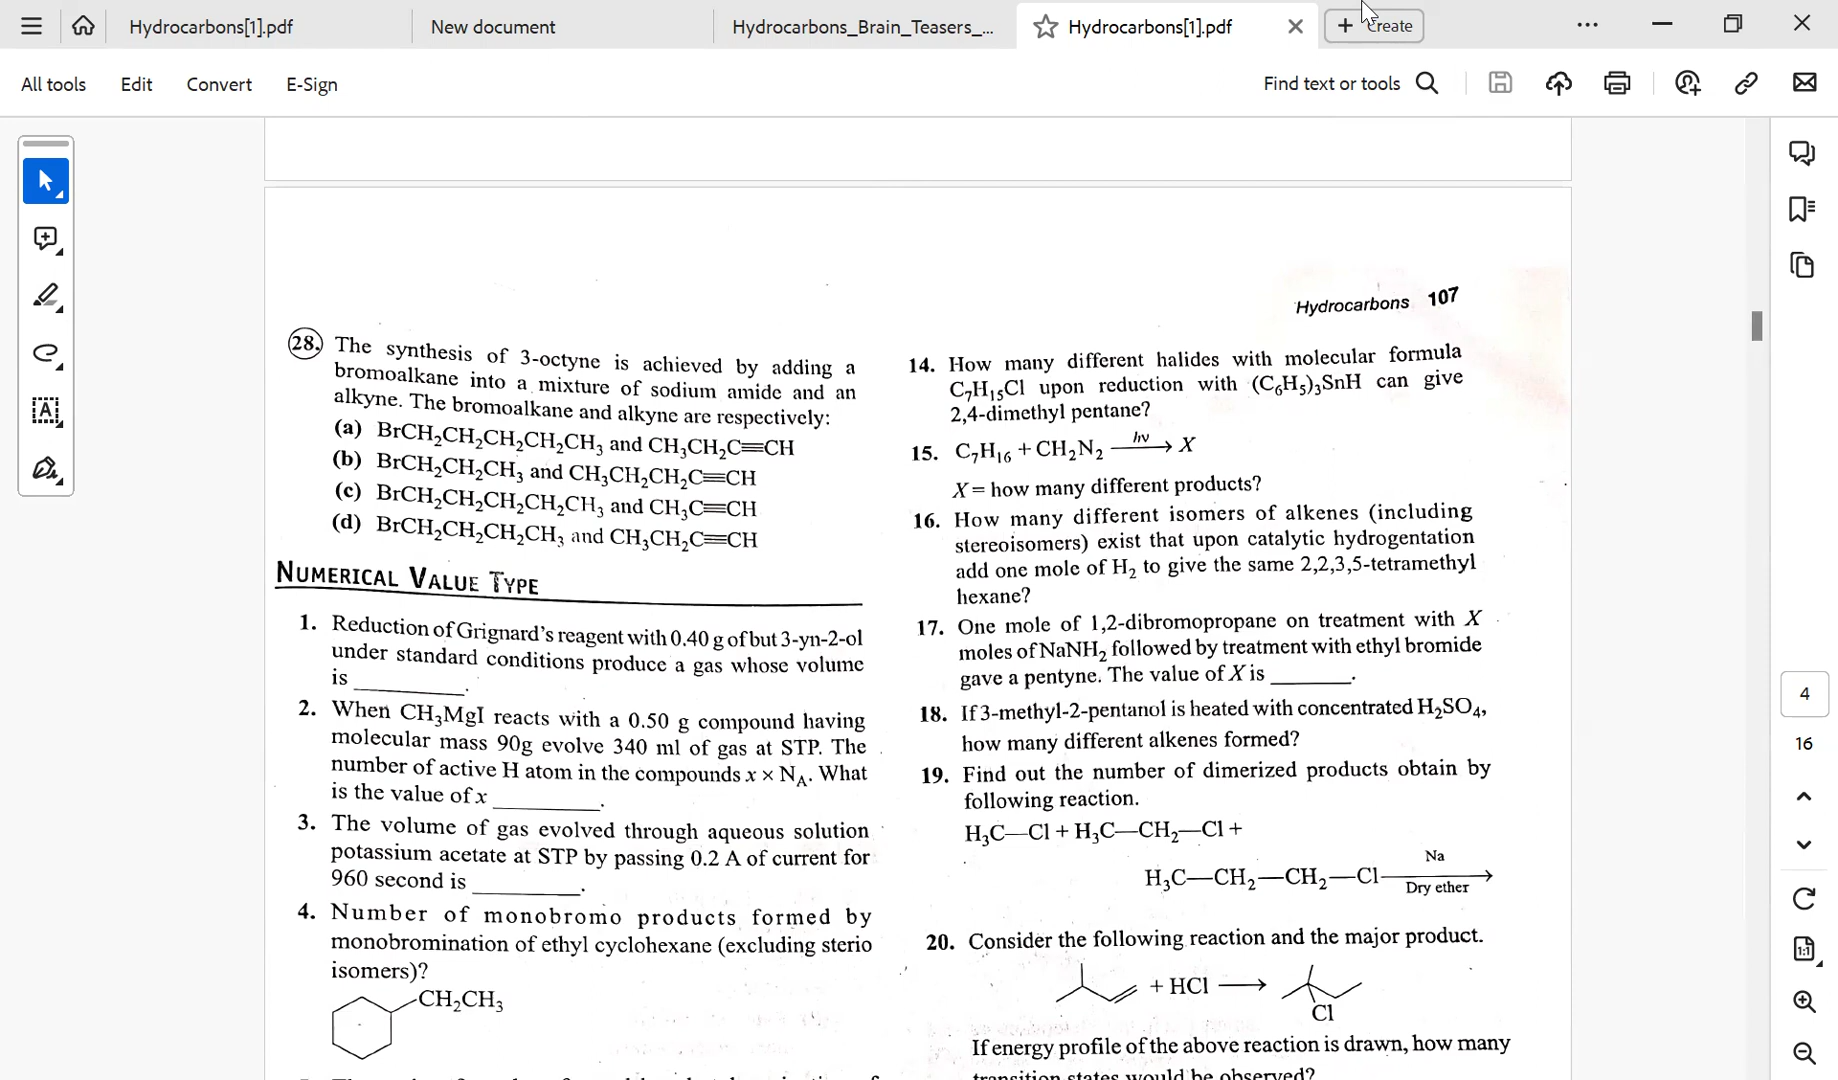 Hydrocarbons[1].pdf
New document
Hydrocarbons_Brain_Teasers_...
Hydrocarbons[1].pdf
Create
All tools
Edit
Convert
E-Sign
Find text or tools
Hydrocarbons 107
28. The synthesis of 3-octyne is achieved by adding a
bromoalkane into a mixture of sodium amide and an
alkyne. The bromoalkane and alkyne are respectively:
(a) BrCH₂CH₂CH₂CH₂CH₃ and CH₃CH₂C≡CH
(b) BrCH₂CH₂CH₃ and CH₃CH₂CH₂C≡CH
(c) BrCH₂CH₂CH₂CH₂CH₃ and CH₃C≡CH
(d) BrCH₂CH₂CH₂CH₃ and CH₃CH₂C≡CH
NUMERICAL VALUE TYPE
1. Reduction of Grignard's reagent with 0.40 g of but 3-yn-2-ol
under standard conditions produce a gas whose volume
is ________.
2. When CH₃MgI reacts with a 0.50 g compound having
molecular mass 90g evolve 340 ml of gas at STP. The
number of active H atom in the compounds x × N_A. What
is the value of x ________.
3. The volume of gas evolved through aqueous solution
potassium acetate at STP by passing 0.2 A of current for
960 second is ________.
4. Number of monobromo products formed by
monobromination of ethyl cyclohexane (excluding sterio
isomers)?
CH₂CH₃
14. How many different halides with molecular formula
C₇H₁₅Cl upon reduction with (C₆H₅)₃SnH can give
2,4-dimethyl pentane?
15. C₇H₁₆ + CH₂N₂ —hν→ X
X = how many different products?
16. How many different isomers of alkenes (including
stereoisomers) exist that upon catalytic hydrogentation
add one mole of H₂ to give the same 2,2,3,5-tetramethyl
hexane?
17. One mole of 1,2-dibromopropane on treatment with X
moles of NaNH₂ followed by treatment with ethyl bromide
gave a pentyne. The value of X is ________.
18. If 3-methyl-2-pentanol is heated with concentrated H₂SO₄,
how many different alkenes formed?
19. Find out the number of dimerized products obtain by
following reaction.
H₃C—Cl + H₃C—CH₂—Cl +
H₃C—CH₂—CH₂—Cl —Na/Dry ether→
20. Consider the following reaction and the major product.
+ HCl ⟶
Cl
If energy profile of the above reaction is drawn, how many
transition states would be observed?
4
16
1:1